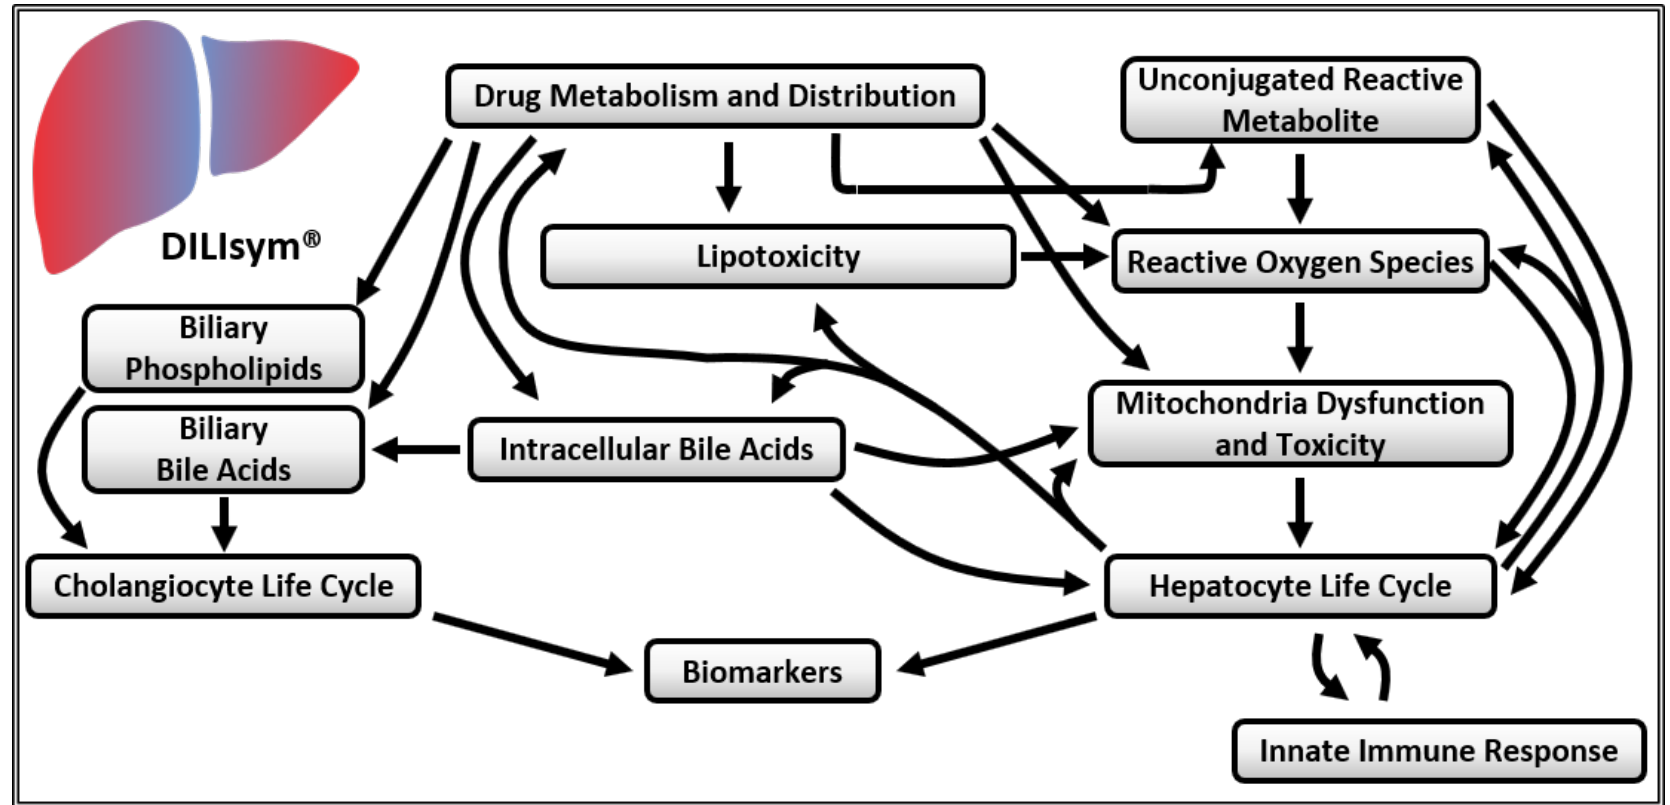 DILIsym®
Drug Metabolism and Distribution
Unconjugated Reactive
Metabolite
Lipotoxicity
Reactive Oxygen Species
Biliary
Phospholipids
Biliary
Bile Acids
Intracellular Bile Acids
Mitochondria Dysfunction
and Toxicity
Cholangiocyte Life Cycle
Hepatocyte Life Cycle
Biomarkers
Innate Immune Response